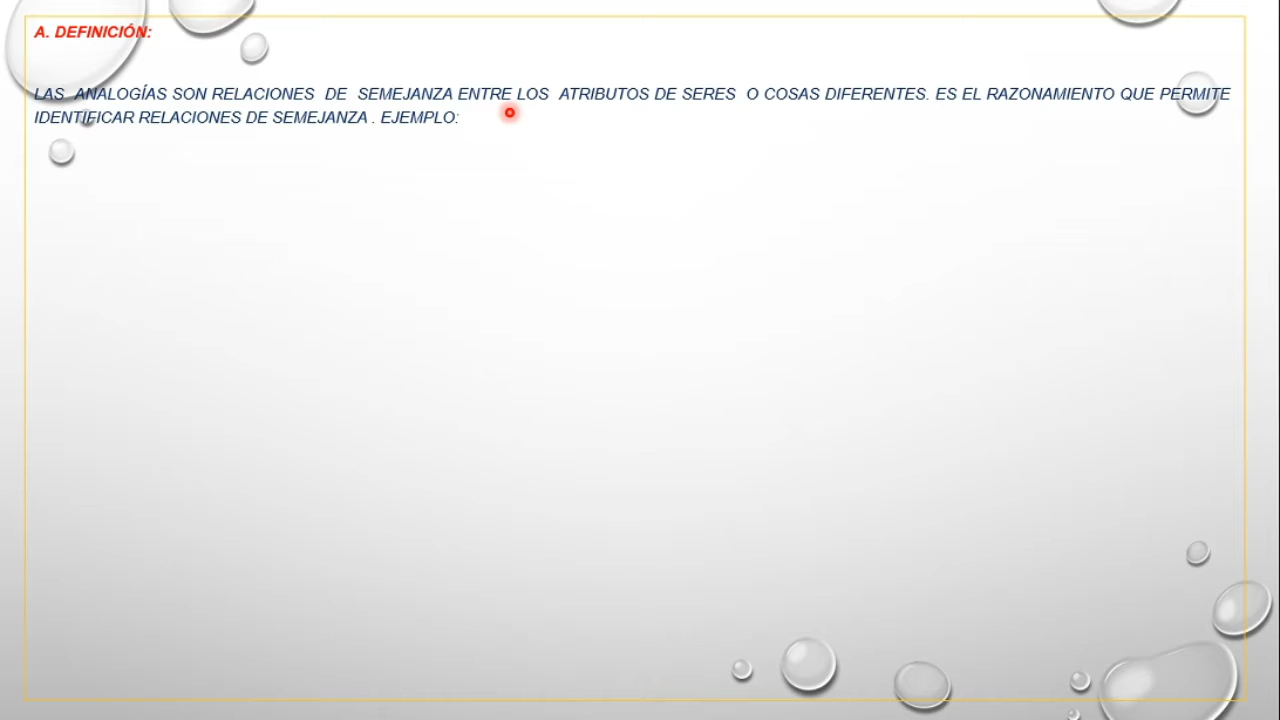 A. DEFINICIÓN:
LAS ANALOGÍAS SON RELACIONES DE SEMEJANZA ENTRE LOS ATRIBUTOS DE SERES O COSAS DIFERENTES. ES EL RAZONAMIENTO QUE PERMITE
IDENTIFICAR RELACIONES DE SEMEJANZA . EJEMPLO: